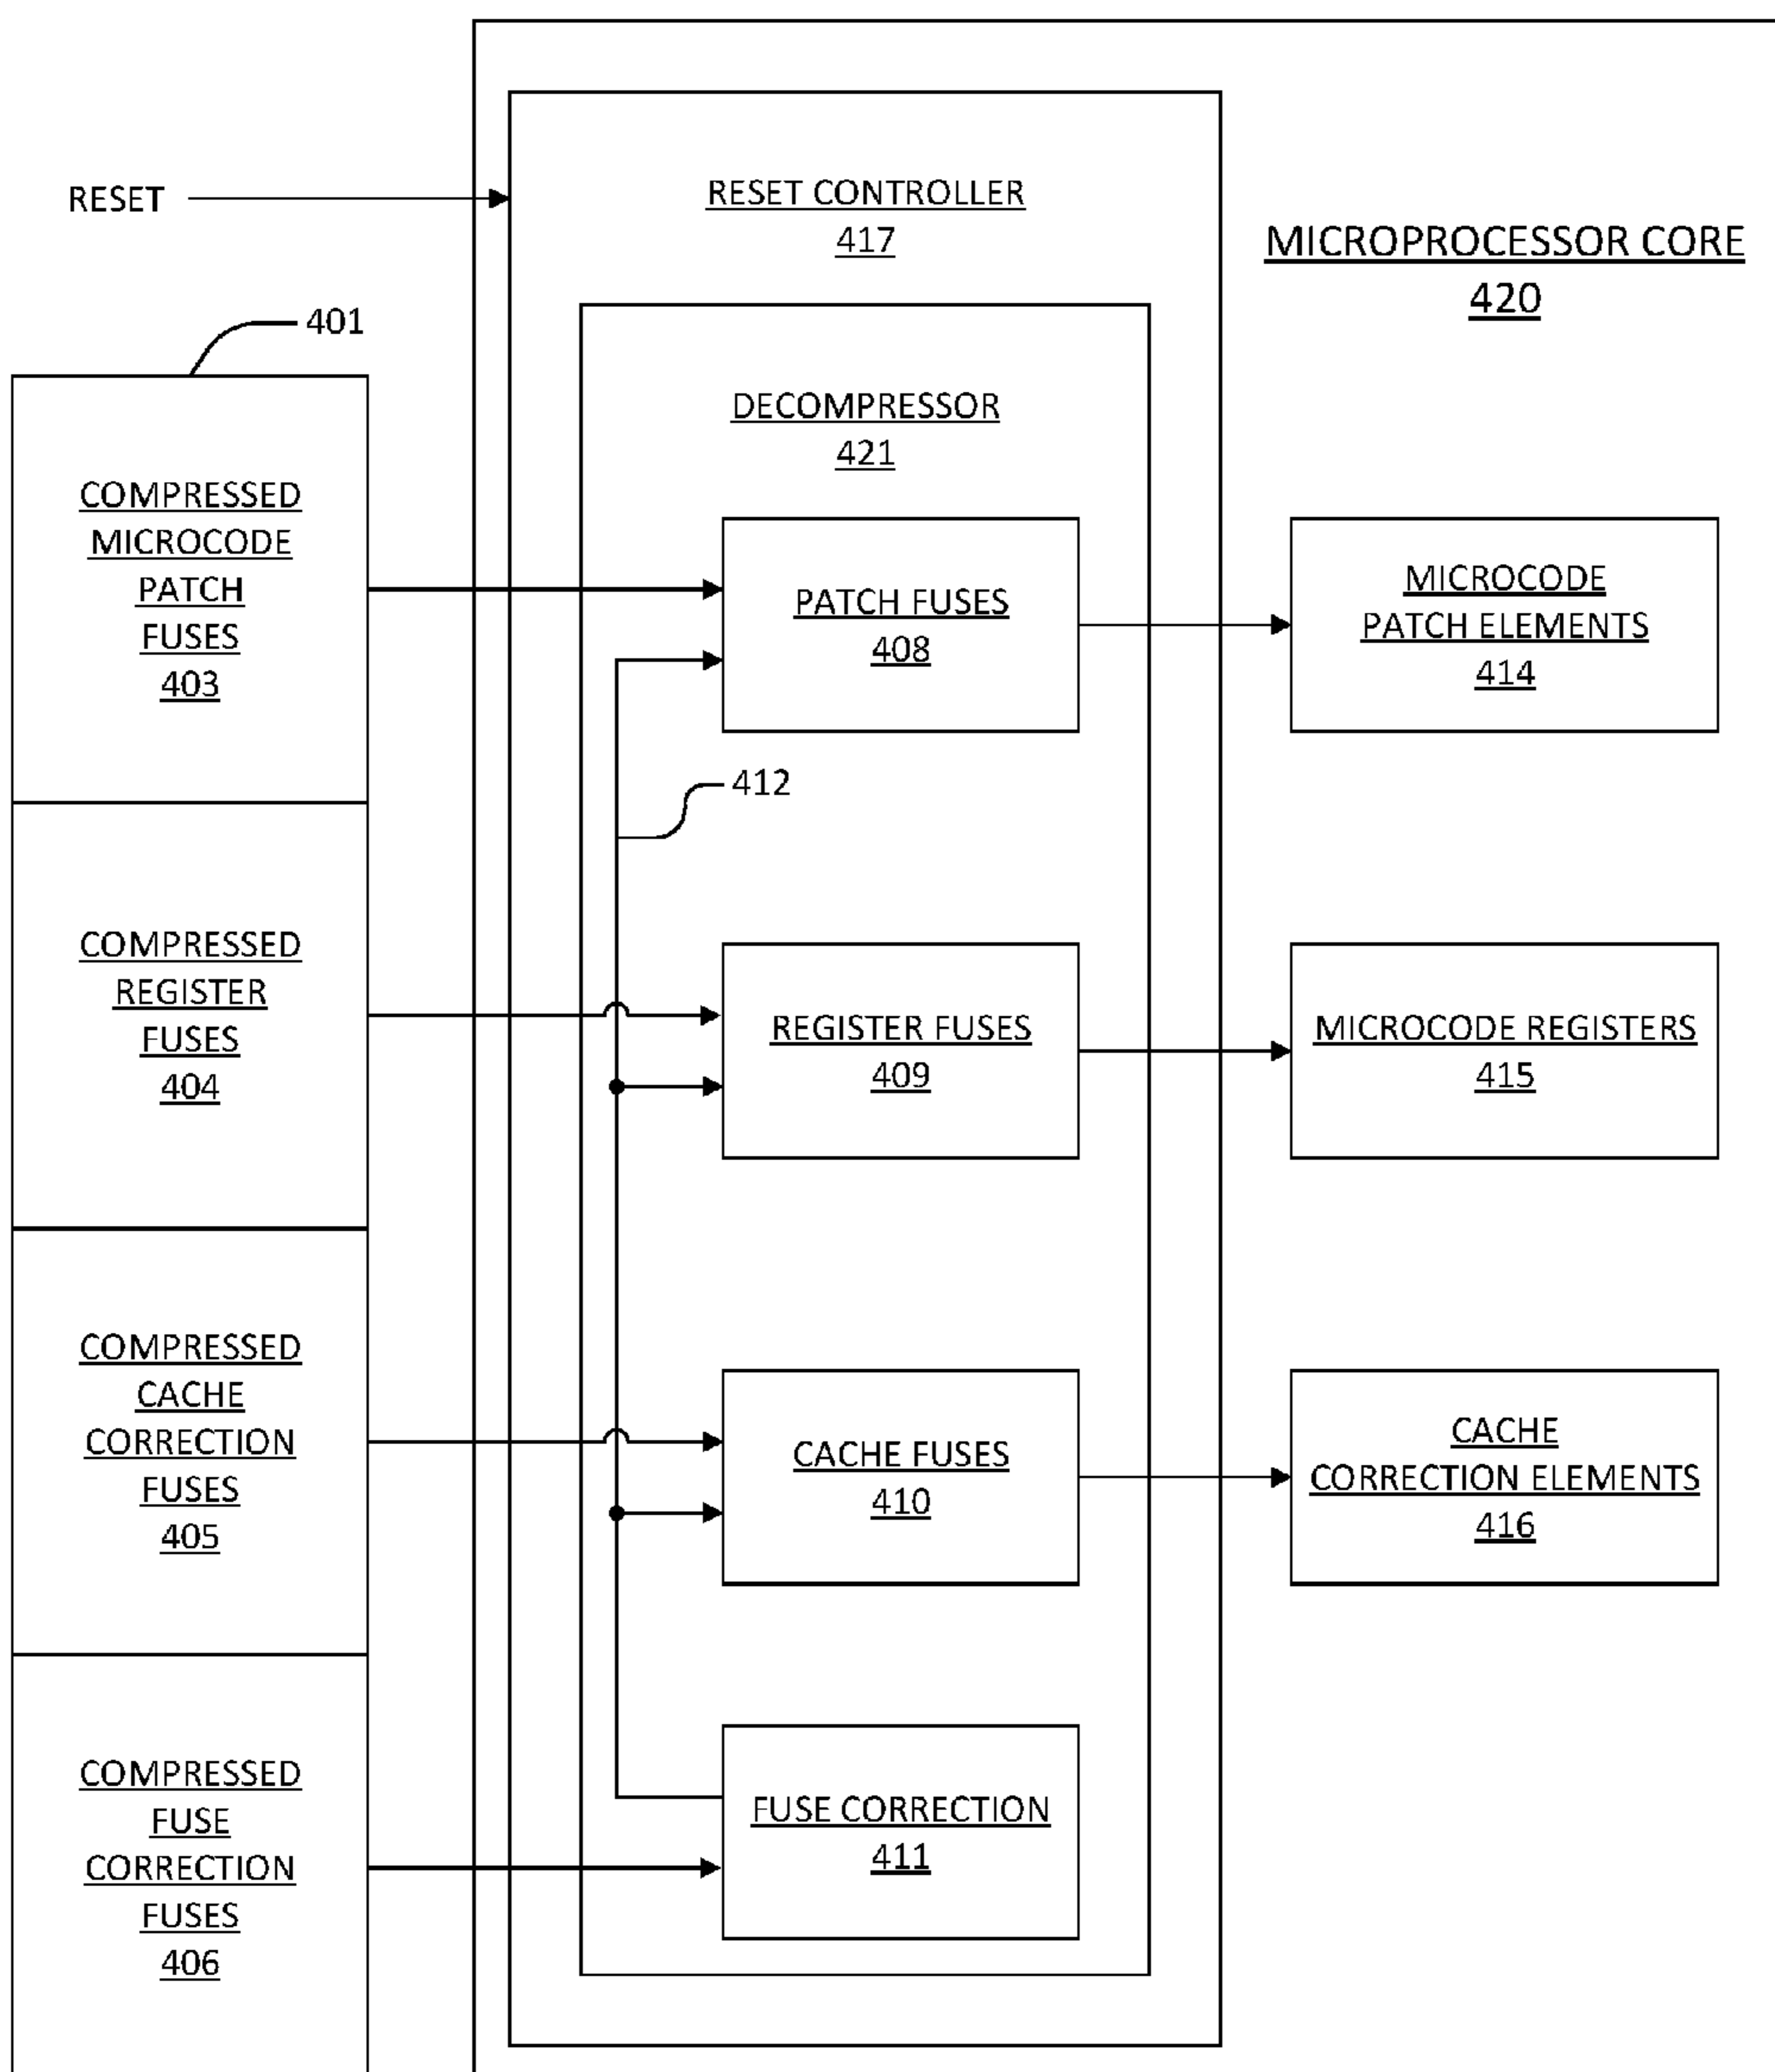 RESET
RESET CONTROLLER
417
MICROPROCESSOR CORE
420
401
DECOMPRESSOR
421
COMPRESSED
MICROCODE
PATCH
FUSES
403
PATCH FUSES
408
MICROCODE
PATCH ELEMENTS
414
412
COMPRESSED
REGISTER
FUSES
404
REGISTER FUSES
409
MICROCODE REGISTERS
415
COMPRESSED
CACHE
CORRECTION
FUSES
405
CACHE FUSES
410
CACHE
CORRECTION ELEMENTS
416
COMPRESSED
FUSE
CORRECTION
FUSES
406
FUSE CORRECTION
411